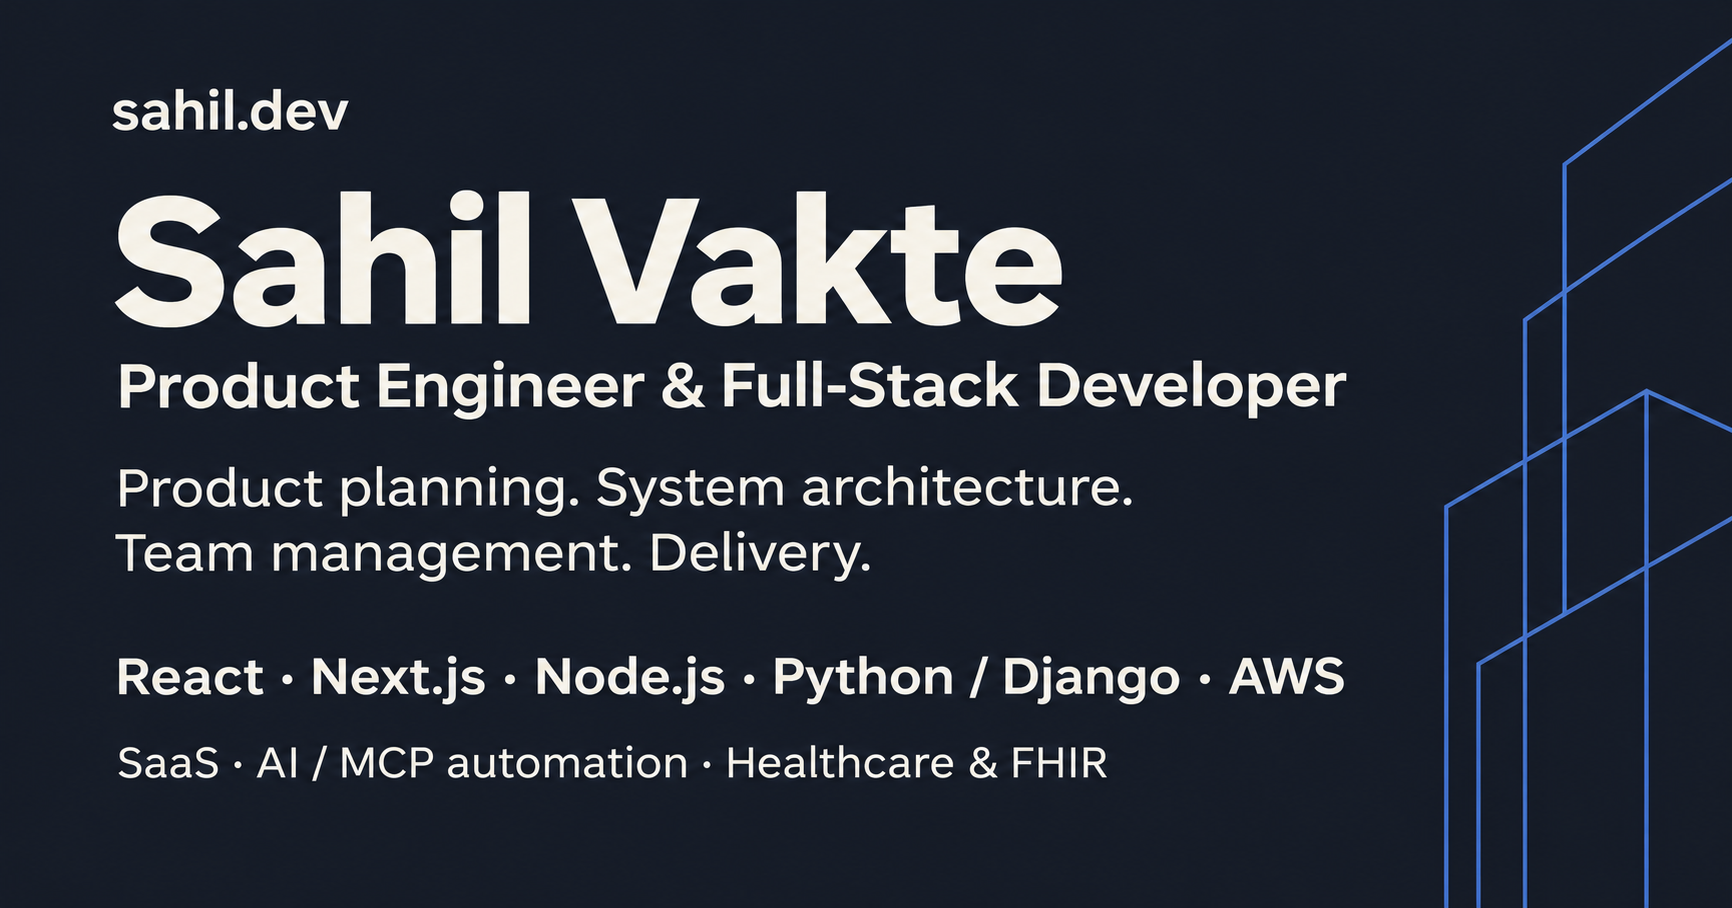 sahil.dev
Sahil Vakte
Product Engineer & Full-Stack Developer
Product planning. System architecture.
Team management. Delivery.
React · Next.js · Node.js · Python / Django · AWS
SaaS · AI / MCP automation · Healthcare & FHIR